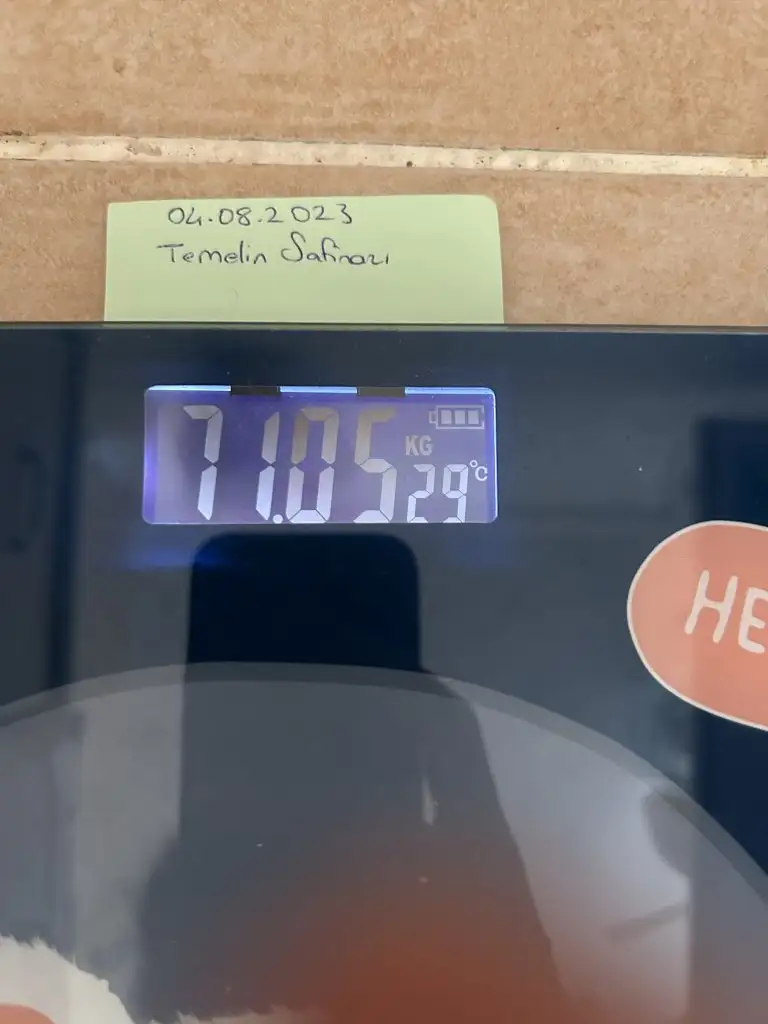 04.08.2023
Temelin Safinazı
71.05 KG
29°C
HE